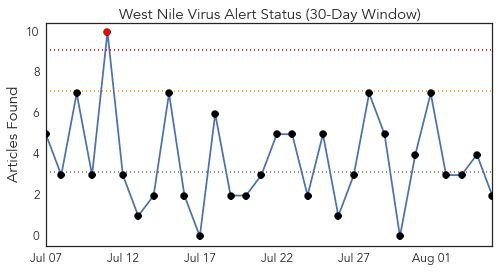 West Nile Virus Alert Status (30-Day Window)
Articles Found
10
8
6
4
2
0
Jul 07 Jul 12 Jul 17 Jul 22 Jul 27 Aug 01